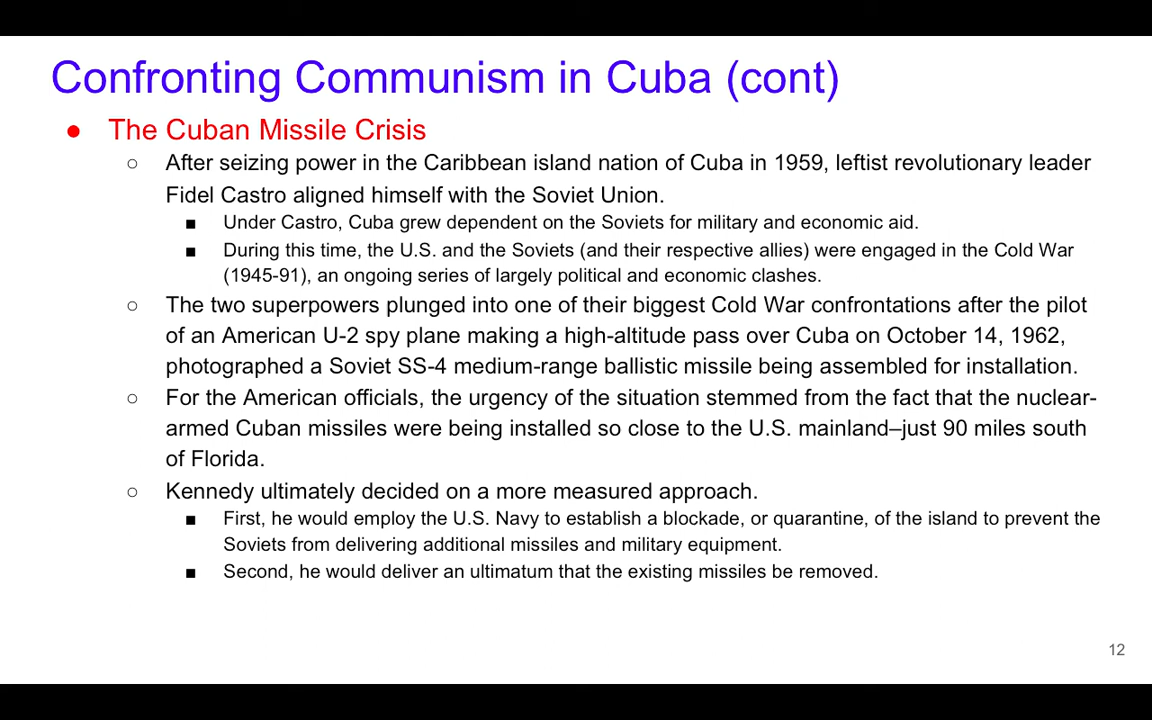 Confronting Communism in Cuba (cont)
● The Cuban Missile Crisis
○ After seizing power in the Caribbean island nation of Cuba in 1959, leftist revolutionary leader
Fidel Castro aligned himself with the Soviet Union.
■ Under Castro, Cuba grew dependent on the Soviets for military and economic aid.
■ During this time, the U.S. and the Soviets (and their respective allies) were engaged in the Cold War
(1945-91), an ongoing series of largely political and economic clashes.
○ The two superpowers plunged into one of their biggest Cold War confrontations after the pilot
of an American U-2 spy plane making a high-altitude pass over Cuba on October 14, 1962,
photographed a Soviet SS-4 medium-range ballistic missile being assembled for installation.
○ For the American officials, the urgency of the situation stemmed from the fact that the nuclear-
armed Cuban missiles were being installed so close to the U.S. mainland–just 90 miles south
of Florida.
○ Kennedy ultimately decided on a more measured approach.
■ First, he would employ the U.S. Navy to establish a blockade, or quarantine, of the island to prevent the
Soviets from delivering additional missiles and military equipment.
■ Second, he would deliver an ultimatum that the existing missiles be removed.
12